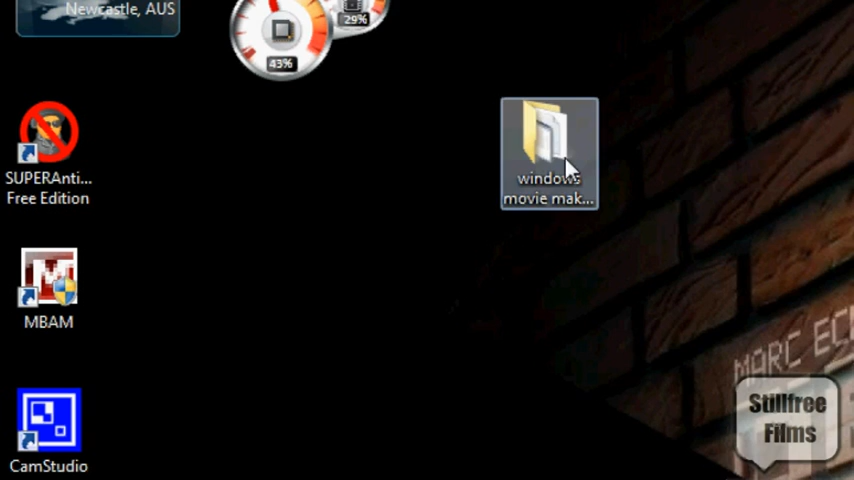 Newcastle, AUS
29%
43%
SUPERAnti...
Free Edition
windows
movie mak...
MBAM
MARC EC
CamStudio
Stillfree
Films